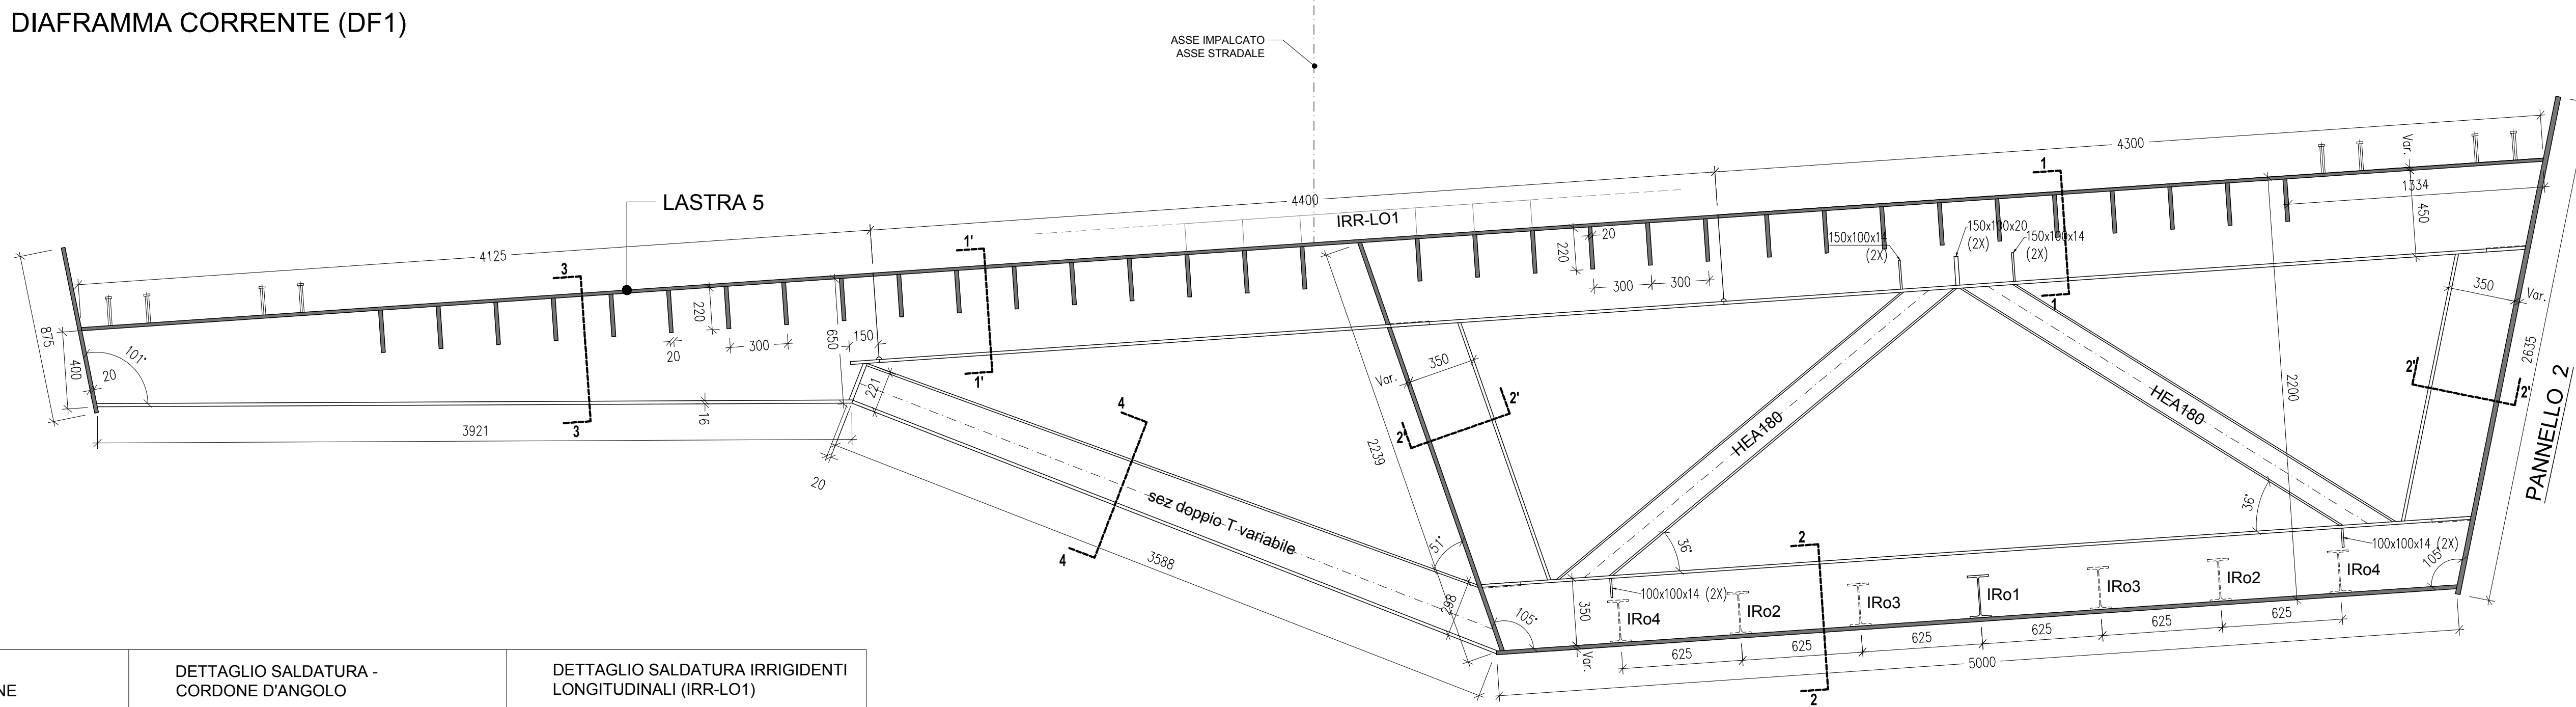 DIAFRAMMA CORRENTE (DF1)
ASSE IMPALCATO
ASSE STRADALE
LASTRA 5
IRR-LO1
4125
4400
4300
1334
Var.
450
1
1
1'
1'
3
3
875
400
101°
20
220
20
300
650
150
221
16
3921
20
220
20
300
300
150x100x14
(2X)
150x100x20
(2X)
150x100x14
(2X)
350
Var.
2635
PANNELLO 2
2200
2'
2'
350
Var.
2'
2'
2239
HEA180
HEA180
4
4
sez doppio T variabile
3588
51°
298
105°
36°
36°
100x100x14 (2X)
100x100x14 (2X)
105°
350
Var.
IRo4
IRo2
IRo3
IRo1
IRo3
IRo2
IRo4
2
2
625
625
625
625
625
625
5000
NE
DETTAGLIO SALDATURA -
CORDONE D'ANGOLO
DETTAGLIO SALDATURA IRRIGIDENTI
LONGITUDINALI (IRR-LO1)